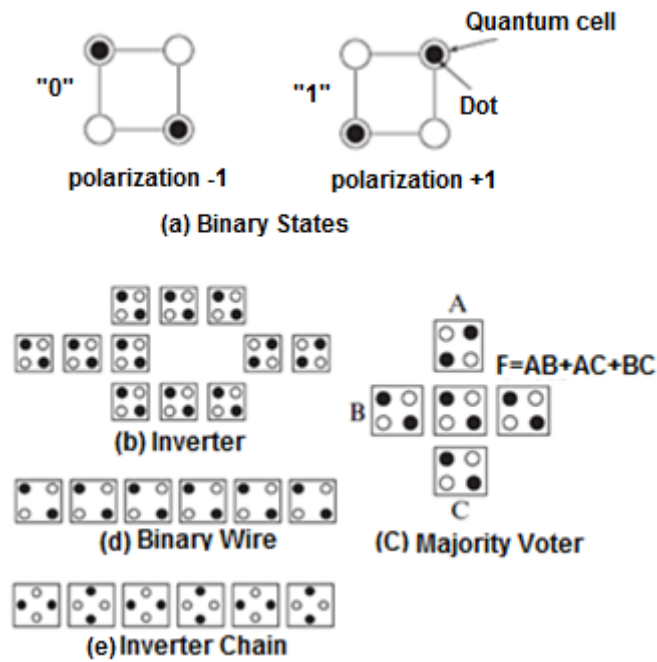 Quantum cell
"0"
"1"
Dot
polarization -1
polarization +1
(a) Binary States
A
F=AB+AC+BC
B
(b) Inverter
C
(d) Binary Wire
(C) Majority Voter
(e) Inverter Chain